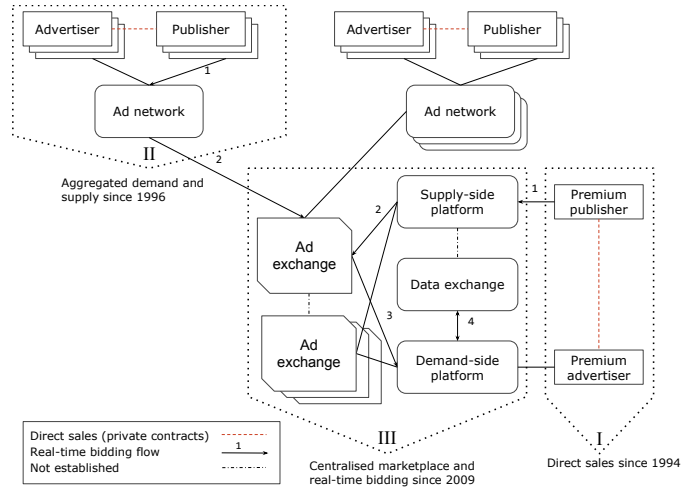 Advertiser
Publisher
Advertiser
Publisher
1
Ad network
Ad network
II
2
Aggregated demand and
supply since 1996
Supply-side
platform
1
Premium
publisher
2
Ad
exchange
Data exchange
3
4
Ad
exchange
Demand-side
platform
Premium
advertiser
III
I
Direct sales (private contracts)
Real-time bidding flow
1
Not established
Centralised marketplace and
real-time bidding since 2009
Direct sales since 1994